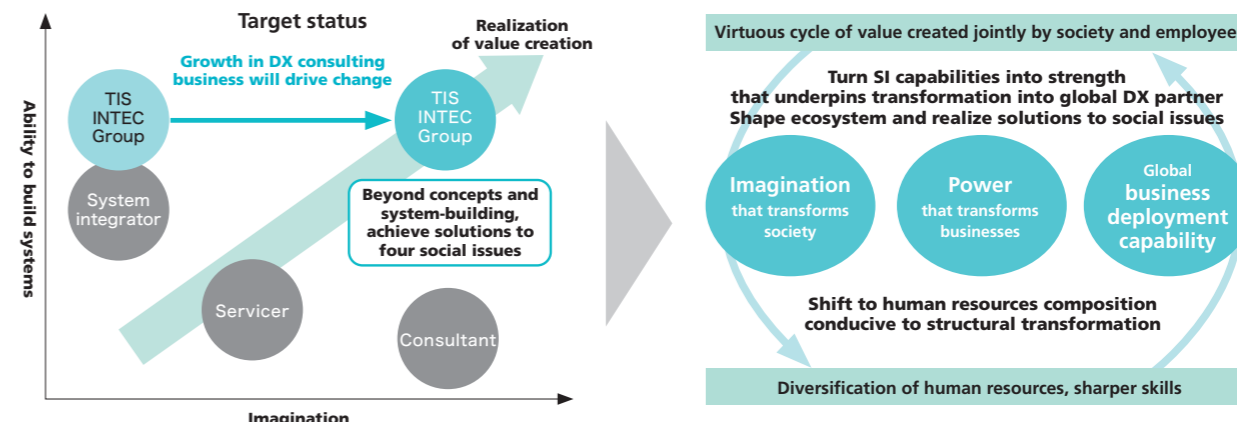 Target status
Realization
of value creation
Growth in DX consulting
business will drive change
Ability to build systems
TIS
INTEC
Group
TIS
INTEC
Group
System
integrator
Beyond concepts and
system-building,
achieve solutions to
four social issues
Servicer
Consultant
Imagination
Virtuous cycle of value created jointly by society and employee
Turn SI capabilities into strength
that underpins transformation into global DX partner
Shape ecosystem and realize solutions to social issues
Imagination
that transforms
society
Power
that transforms
businesses
Global
business
deployment
capability
Shift to human resources composition
conducive to structural transformation
Diversification of human resources, sharper skills